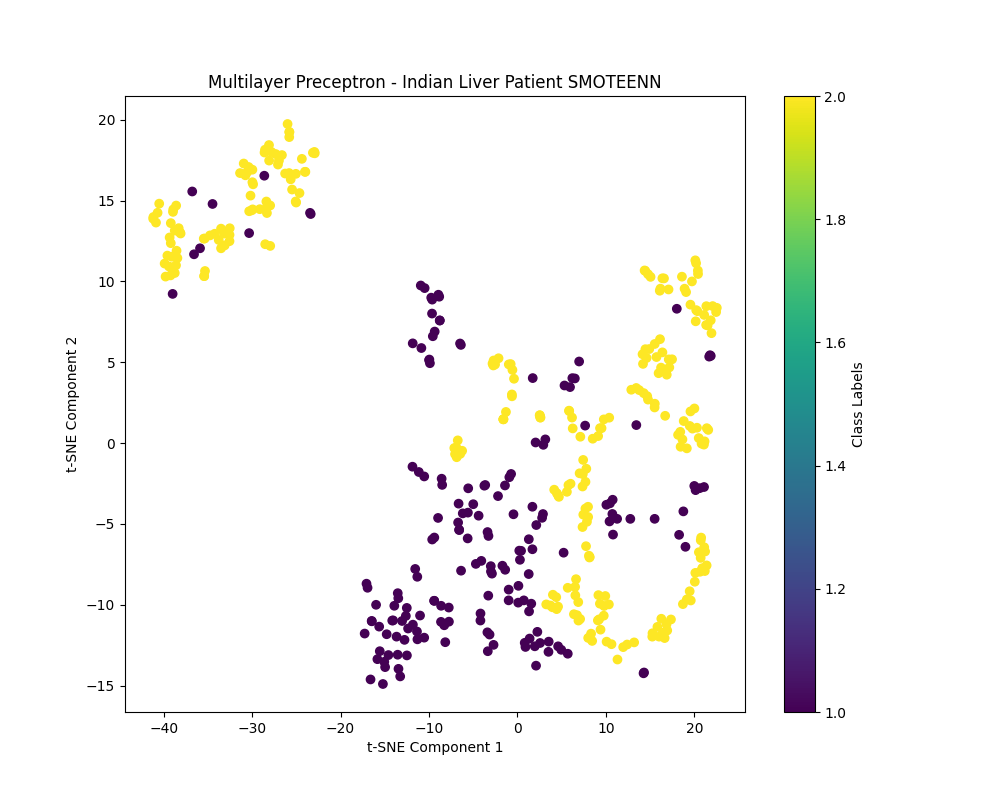 Multilayer Preceptron - Indian Liver Patient SMOTEENN
20
15
10
5
0
−5
−10
−15
t-SNE Component 2
−40 −30 −20 −10 0 10 20
t-SNE Component 1
2.0
1.8
1.6
1.4
1.2
1.0
Class Labels